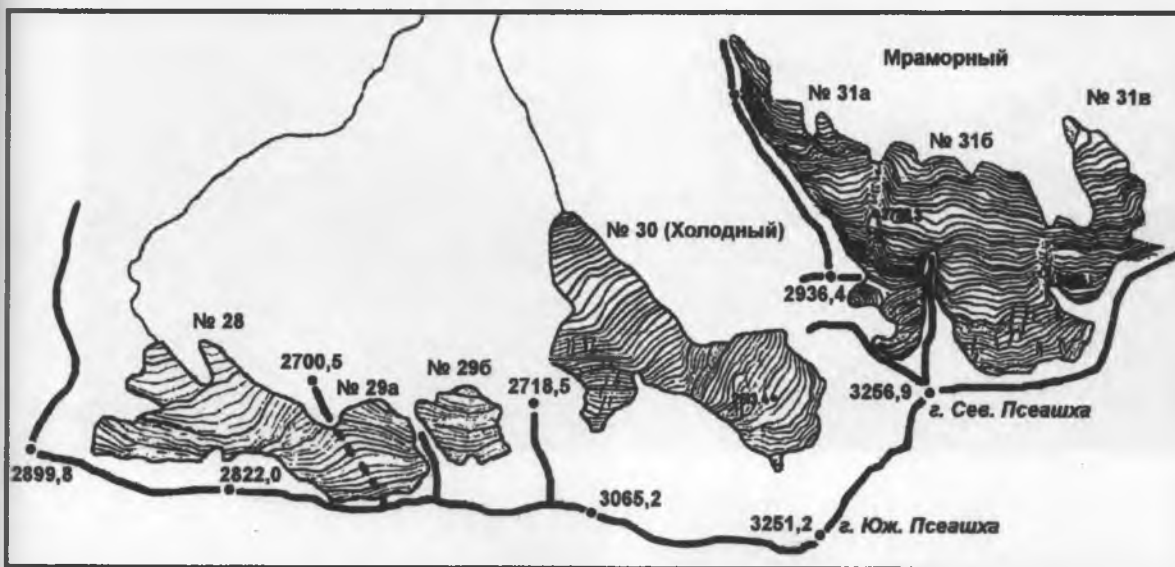 Мраморный
№ 31а
№ 31в
№ 31б
№ 30 (Холодный)
2936,4
№ 28
2700,5
№ 29а
№ 29б
2718,5
3256,9
г. Сев. Псеашха
2899,8
2822,0
3065,2
3251,2
г. Юж. Псеашха